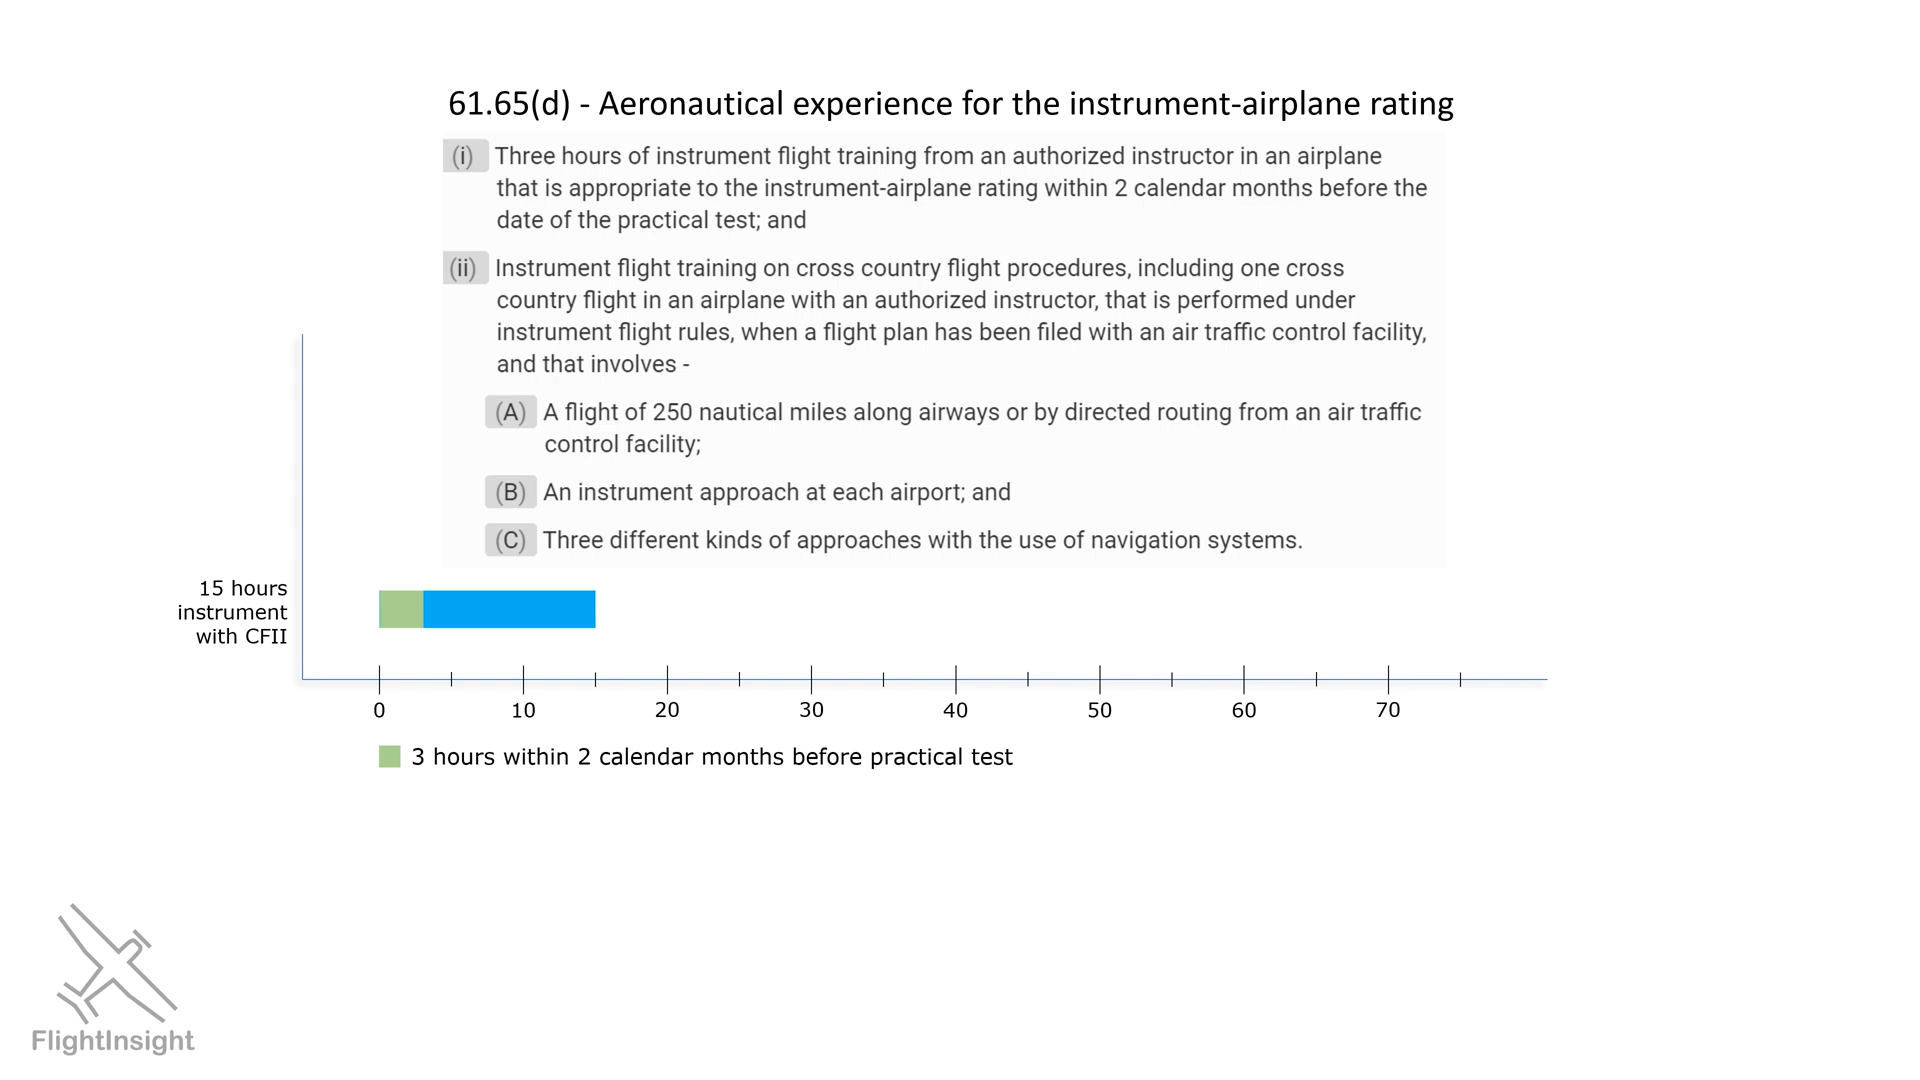 61.65(d) - Aeronautical experience for the instrument-airplane rating
(i) Three hours of instrument flight training from an authorized instructor in an airplane
that is appropriate to the instrument-airplane rating within 2 calendar months before the
date of the practical test; and
(ii) Instrument flight training on cross country flight procedures, including one cross
country flight in an airplane with an authorized instructor, that is performed under
instrument flight rules, when a flight plan has been filed with an air traffic control facility,
and that involves -
(A) A flight of 250 nautical miles along airways or by directed routing from an air traffic
control facility;
(B) An instrument approach at each airport; and
(C) Three different kinds of approaches with the use of navigation systems.
15 hours
instrument
with CFII
0 10 20 30 40 50 60 70
3 hours within 2 calendar months before practical test
FlightInsight